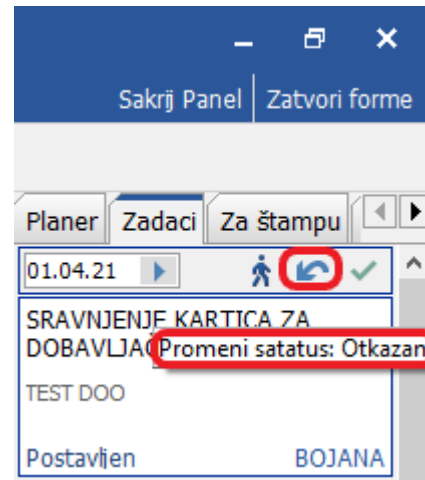 Sakrij Panel Zatvori forme
Planer Zadaci Za štampu
01.04.21
SRAVNJENJE KARTICA ZA
DOBAVLJAČ
Promeni satatus: Otkazan
TEST DOO
Postavljen BOJANA